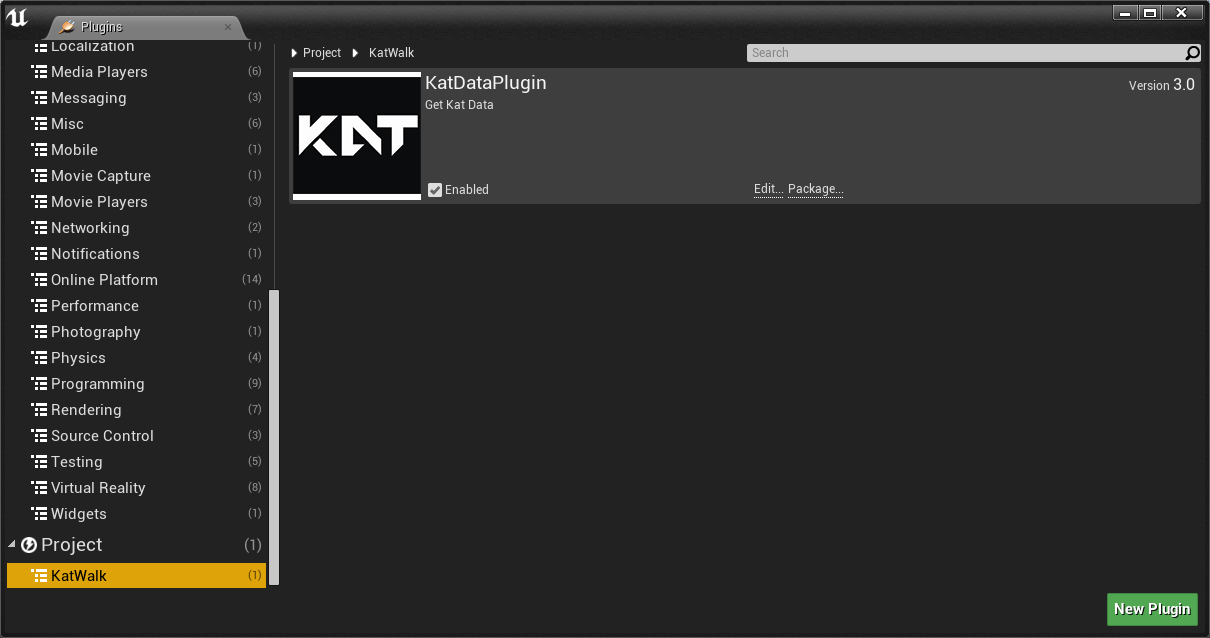 Plugins
Localization (1)
Media Players (6)
Messaging (3)
Misc (6)
Mobile (1)
Movie Capture (1)
Movie Players (3)
Networking (2)
Notifications (1)
Online Platform (14)
Performance (1)
Photography (1)
Physics (4)
Programming (9)
Rendering (7)
Source Control (3)
Testing (5)
Virtual Reality (8)
Widgets (1)
Project (1)
KatWalk (1)
Project KatWalk
Search
KAT
KatDataPlugin
Version 3.0
Get Kat Data
Enabled
Edit... Package...
New Plugin